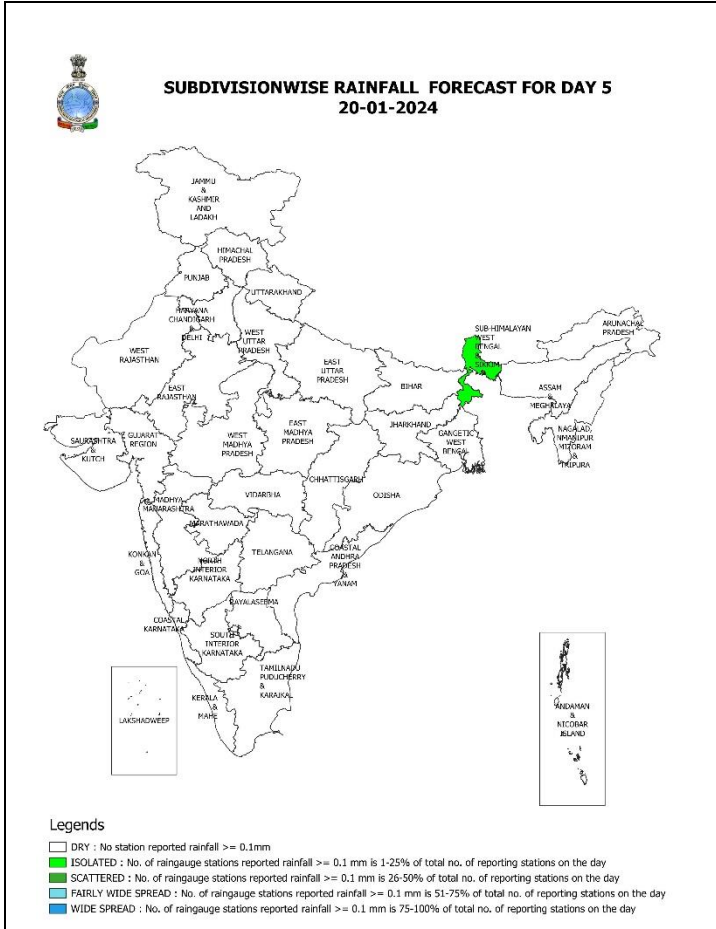 SUBDIVISIONWISE RAINFALL FORECAST FOR DAY 5
20-01-2024
JAMMU
&
KASHMIR
AND
LADAKH
HIMACHAL
PRADESH
PUNJAB
UTTARAKHAND
HARYANA
CHANDIGARH
&
DELHI
WEST
UTTAR
PRADESH
WEST
RAJASTHAN
EAST
RAJASTHAN
EAST
UTTAR
PRADESH
BIHAR
SUB-HIMALAYAN
WEST
BENGAL
&
SIKKIM
ARUNACHAL
PRADESH
ASSAM
&
MEGHALAYA
NAGALAD,
NMANIPUR
MIZORAM
&
TRIPURA
SAURASHTRA
&
KUTCH
GUJARAT
REGION
WEST
MADHYA
PRADESH
EAST
MADHYA
PRADESH
JHARKHAND
GANGETIC
WEST
BENGAL
CHHATTISGARH
ODISHA
VIDARBHA
MADHYA
MAHARASHTRA
MARATHAWADA
KONKAN
&
GOA
NORTH
INTERIOR
KARNATAKA
TELANGANA
COASTAL
ANDHRA
PRADESH
&
YANAM
RAYALASEEMA
COASTAL
KARNATAKA
SOUTH
INTERIOR
KARNATAKA
TAMILNADU
PUDUCHERRY
&
KARAIKAL
KERALA
&
MAHE
LAKSHADWEEP
ANDAMAN
&
NICOBAR
ISLAND
Legends
DRY : No station reported rainfall >= 0.1mm
ISOLATED : No. of raingauge stations reported rainfall >= 0.1 mm is 1-25% of total no. of reporting stations on the day
SCATTERED : No. of raingauge stations reported rainfall >= 0.1 mm is 26-50% of total no. of reporting stations on the day
FAIRLY WIDE SPREAD : No. of raingauge stations reported rainfall >= 0.1 mm is 51-75% of total no. of reporting stations on the day
WIDE SPREAD : No. of raingauge stations reported rainfall >= 0.1 mm is 75-100% of total no. of reporting stations on the day